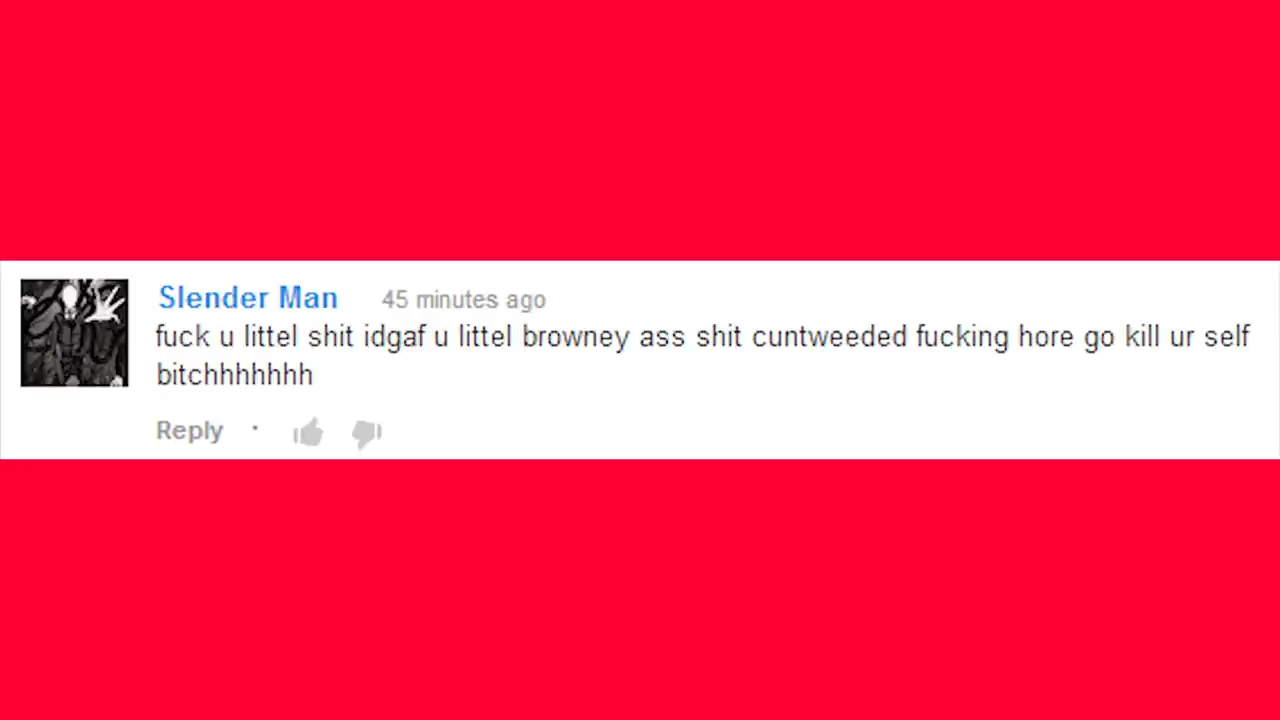 Slender Man 45 minutes ago
fuck u littel shit idgaf u littel browney ass shit cuntweeded fucking hore go kill ur self
bitchhhhhhh
Reply ·